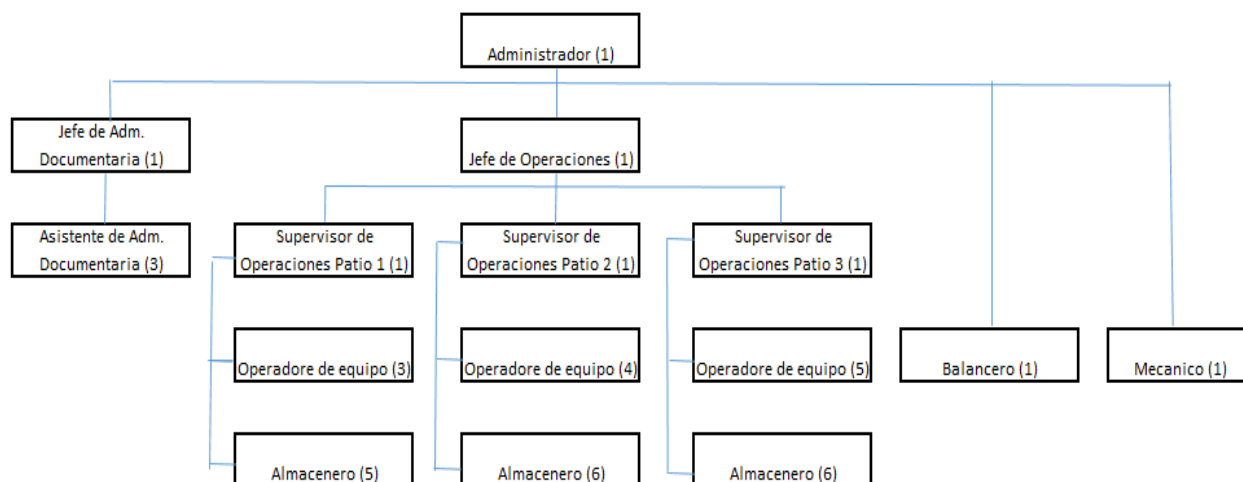 Administrador (1)
Jefe de Adm.
Documentaria (1)
Jefe de Operaciones (1)
Asistente de Adm.
Documentaria (3)
Supervisor de
Operaciones Patio 1 (1)
Supervisor de
Operaciones Patio 2 (1)
Supervisor de
Operaciones Patio 3 (1)
Operadore de equipo (3)
Operadore de equipo (4)
Operadore de equipo (5)
Balancero (1)
Mecanico (1)
Almacenero (5)
Almacenero (6)
Almacenero (6)